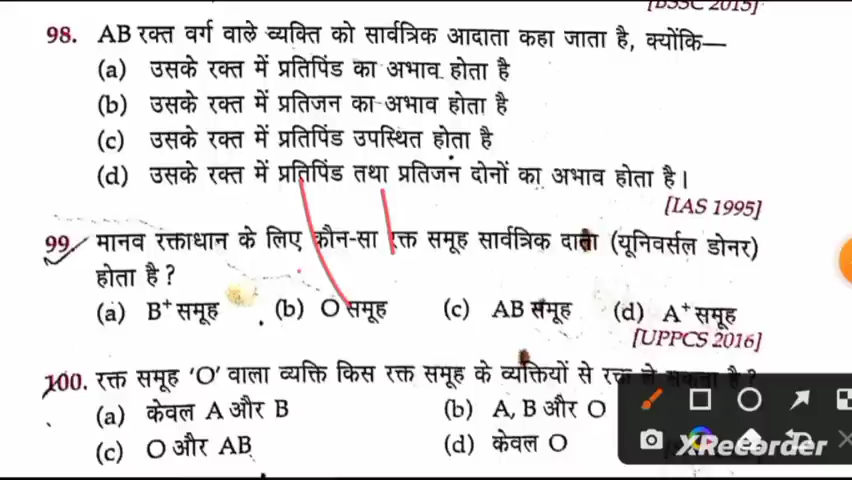 [BSSC 2015]
98. AB रक्त वर्ग वाले व्यक्ति को सार्वत्रिक आदाता कहा जाता है, क्योंकि—
(a) उसके रक्त में प्रतिपिंड का अभाव होता है
(b) उसके रक्त में प्रतिजन का अभाव होता है
(c) उसके रक्त में प्रतिपिंड उपस्थित होता है
(d) उसके रक्त में प्रतिपिंड तथा प्रतिजन दोनों का अभाव होता है।
[IAS 1995]
99. मानव रक्ताधान के लिए कौन-सा रक्त समूह सार्वत्रिक दाता (यूनिवर्सल डोनर)
होता है ?
(a) B⁺ समूह (b) O समूह (c) AB समूह (d) A⁺ समूह
[UPPCS 2016]
100. रक्त समूह ‘O’ वाला व्यक्ति किस रक्त समूह के व्यक्तियों से रक्त ले सकता है ?
(a) केवल A और B (b) A, B और O
(c) O और AB (d) केवल O
XRecorder